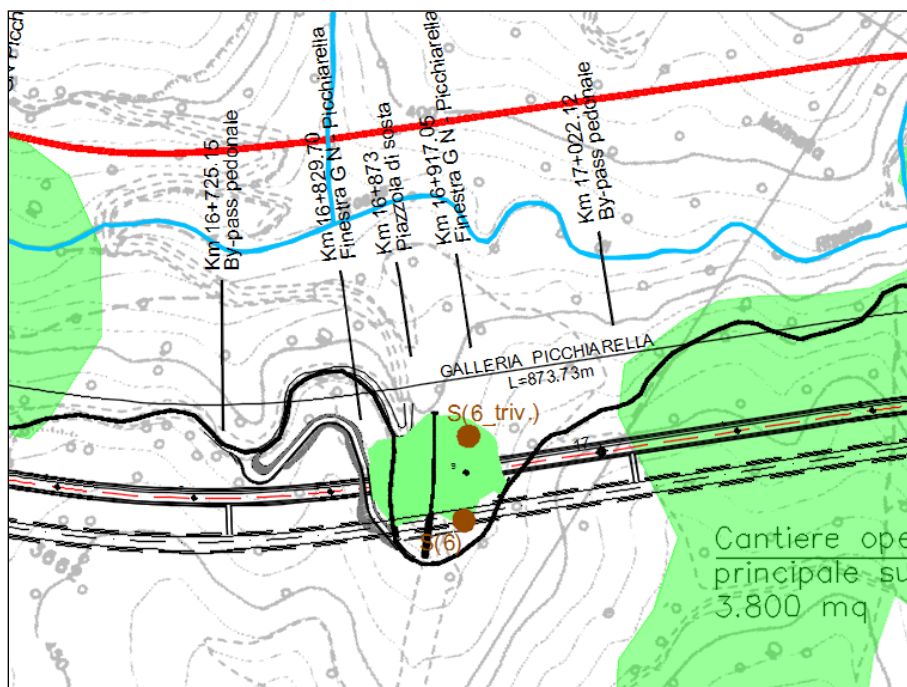 Km 16+725.15
By-pass pedonale
Km 16+829.70
Finestra G N - Picchiarella
Km 16+873
Piazzola di sosta
Km 16+917.05
Finestra G N - Picchiarella
Km 17+022.12
By-pass pedonale
GALLERIA PICCHIARELLA
L=873.73m
S(6_triv.)
17
S(6)
Cantiere ope
principale su
3.800 mq